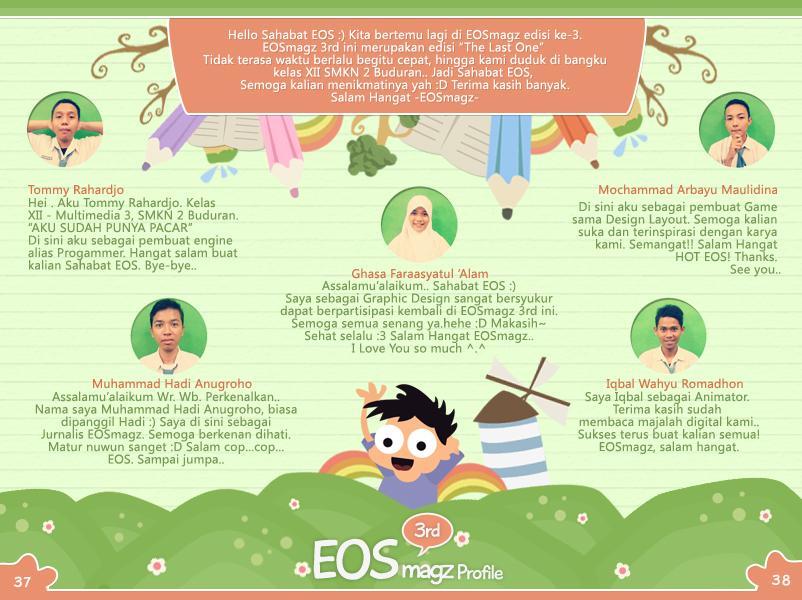 Hello Sahabat EOS :) Kita bertemu lagi di EOSmagz edisi ke-3.
EOSmagz 3rd ini merupakan edisi "The Last One"
Tidak terasa waktu berlalu begitu cepat, hingga kami duduk di bangku
kelas XII SMKN 2 Buduran.. Jadi Sahabat EOS,
Semoga kalian menikmatinya yah :D Terima kasih banyak.
Salam Hangat -EOSmagz-
Tommy Rahardjo
Hei . Aku Tommy Rahardjo. Kelas
XII - Multimedia 3, SMKN 2 Buduran.
"AKU SUDAH PUNYA PACAR"
Di sini aku sebagai pembuat engine
alias Progammer. Hangat salam buat
kalian Sahabat EOS. Bye-bye..
Mochammad Arbayu Maulidina
Di sini aku sebagai pembuat Game
sama Design Layout. Semoga kalian
suka dan terinspirasi dengan karya
kami. Semangat!! Salam Hangat
HOT EOS! Thanks.
See you..
Ghasa Faraasyatul 'Alam
Assalamu'alaikum.. Sahabat EOS :)
Saya sebagai Graphic Design sangat bersyukur
dapat berpartisipasi kembali di EOSmagz 3rd ini.
Semoga semua senang ya.hehe :D Makasih~
Sehat selalu :3 Salam Hangat EOSmagz..
I Love You so much ^.^
Muhammad Hadi Anugroho
Assalamu'alaikum Wr. Wb. Perkenalkan..
Nama saya Muhammad Hadi Anugroho, biasa
dipanggil Hadi :) Saya di sini sebagai
Jurnalis EOSmagz. Semoga berkenan dihati.
Matur nuwun sanget :D Salam cop...cop...
EOS. Sampai jumpa..
Iqbal Wahyu Romadhon
Saya Iqbal sebagai Animator.
Terima kasih sudah
membaca majalah digital kami..
Sukses terus buat kalian semua!
EOSmagz, salam hangat.
3rd
EOS magz Profile
37
38